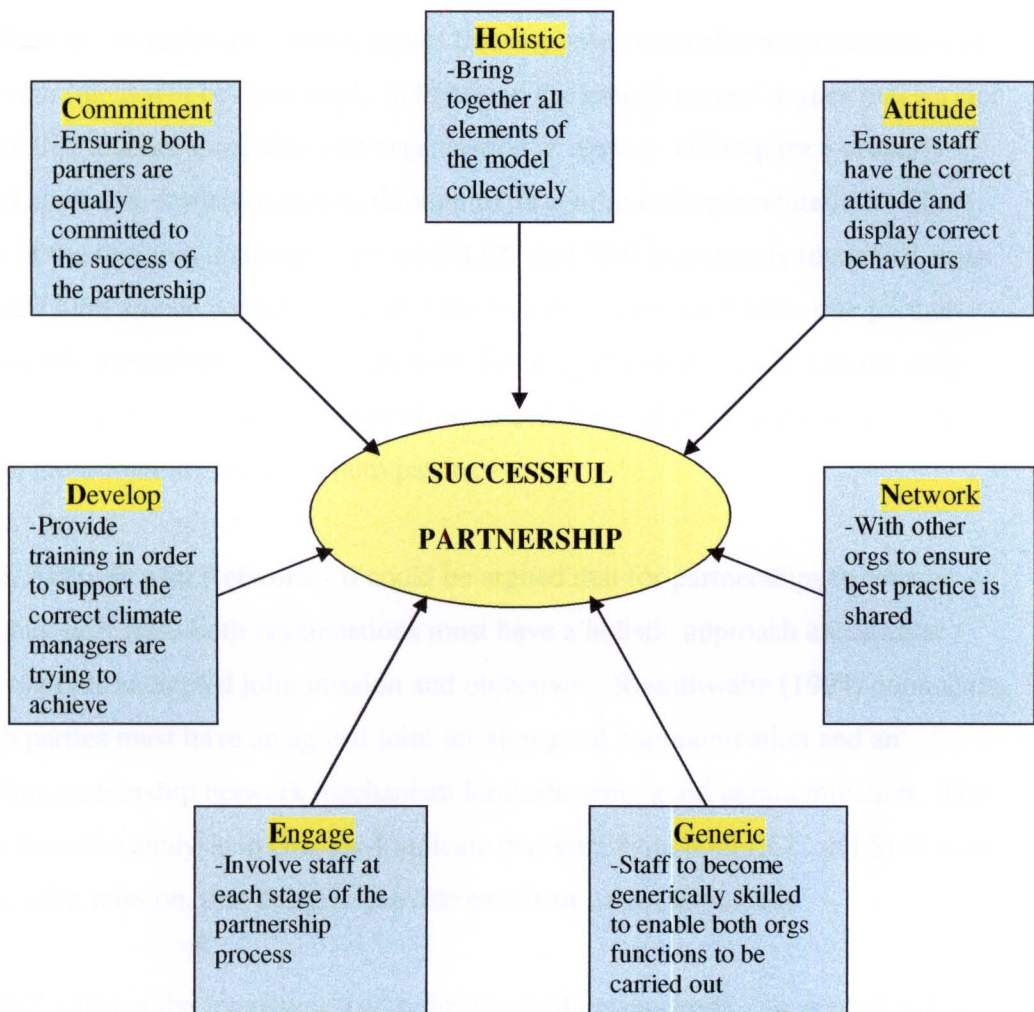 Commitment
-Ensuring both
partners are
equally
committed to
the success of
the partnership
Holistic
-Bring
together all
elements of
the model
collectively
Attitude
-Ensure staff
have the correct
attitude and
display correct
behaviours
SUCCESSFUL
PARTNERSHIP
Network
-With other
orgs to ensure
best practice is
shared
Generic
-Staff to become
generically skilled
to enable both orgs
functions to be
carried out
Engage
-Involve staff at
each stage of the
partnership
process
Develop
-Provide
training in order
to support the
correct climate
managers are
trying to
achieve